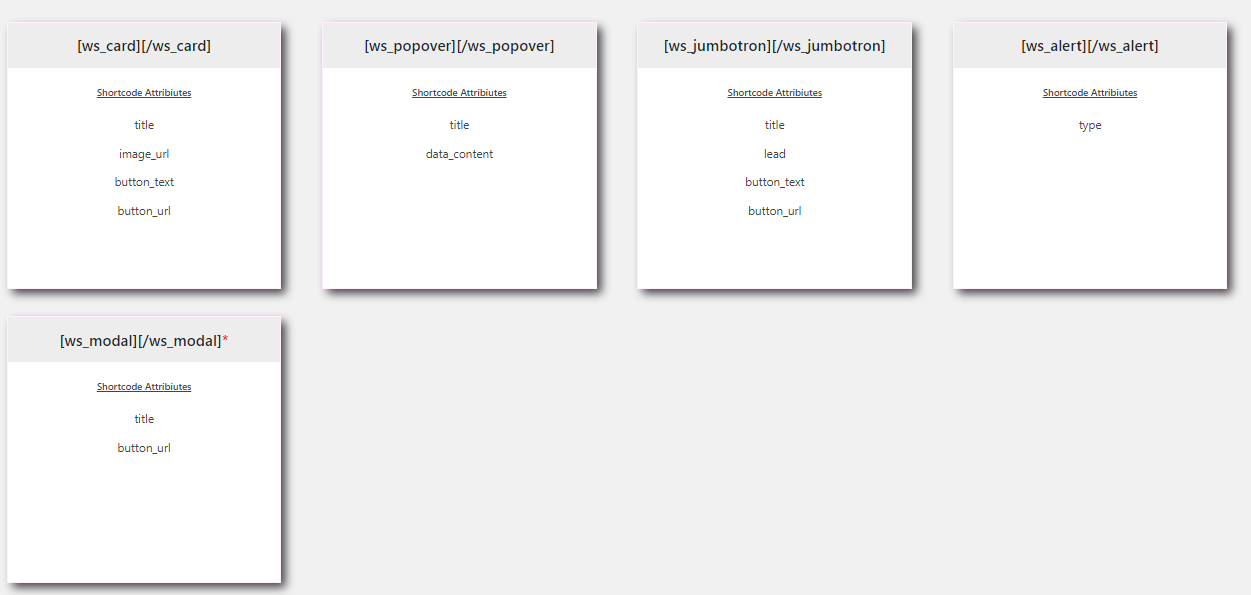 [ws_card][/ws_card]
Shortcode Attribiutes
title
image_url
button_text
button_url
[ws_popover][/ws_popover]
Shortcode Attribiutes
title
data_content
[ws_jumbotron][/ws_jumbotron]
Shortcode Attribiutes
title
lead
button_text
button_url
[ws_alert][/ws_alert]
Shortcode Attribiutes
type
[ws_modal][/ws_modal]*
Shortcode Attribiutes
title
button_url